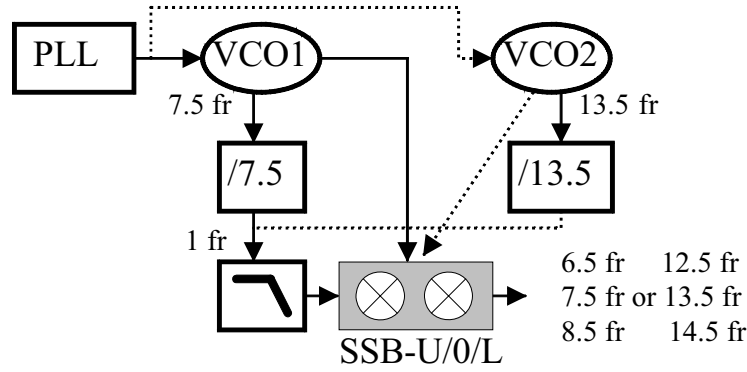 PLL
VCO1
VCO2
7.5 fr
13.5 fr
/7.5
/13.5
1 fr
6.5 fr 12.5 fr
7.5 fr or 13.5 fr
8.5 fr 14.5 fr
SSB-U/0/L